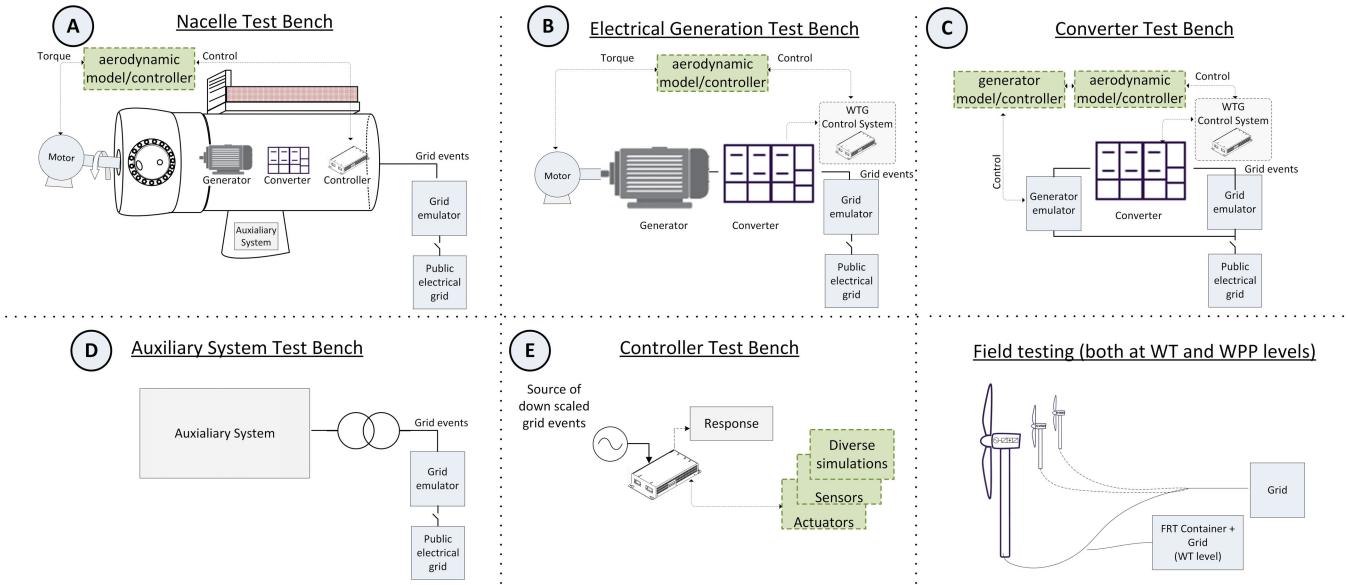 A
Nacelle Test Bench
Torque
aerodynamic
model/controller
Control
Motor
Generator
Converter
Controller
Grid events
Auxialiary
System
Grid
emulator
Public
electrical
grid
B
Electrical Generation Test Bench
Torque
aerodynamic
model/controller
Control
WTG
Control System
Motor
Grid events
Generator
Converter
Grid
emulator
Public
electrical
grid
C
Converter Test Bench
generator
model/controller
aerodynamic
model/controller
Control
WTG
Control System
Control
Grid events
Generator
emulator
Converter
Grid
emulator
Public
electrical
grid
D
Auxiliary System Test Bench
Auxialiary System
Grid events
Grid
emulator
Public
electrical
grid
E
Controller Test Bench
Source of
down scaled
grid events
Response
Diverse
simulations
Sensors
Actuators
Field testing (both at WT and WPP levels)
Grid
FRT Container +
Grid
(WT level)